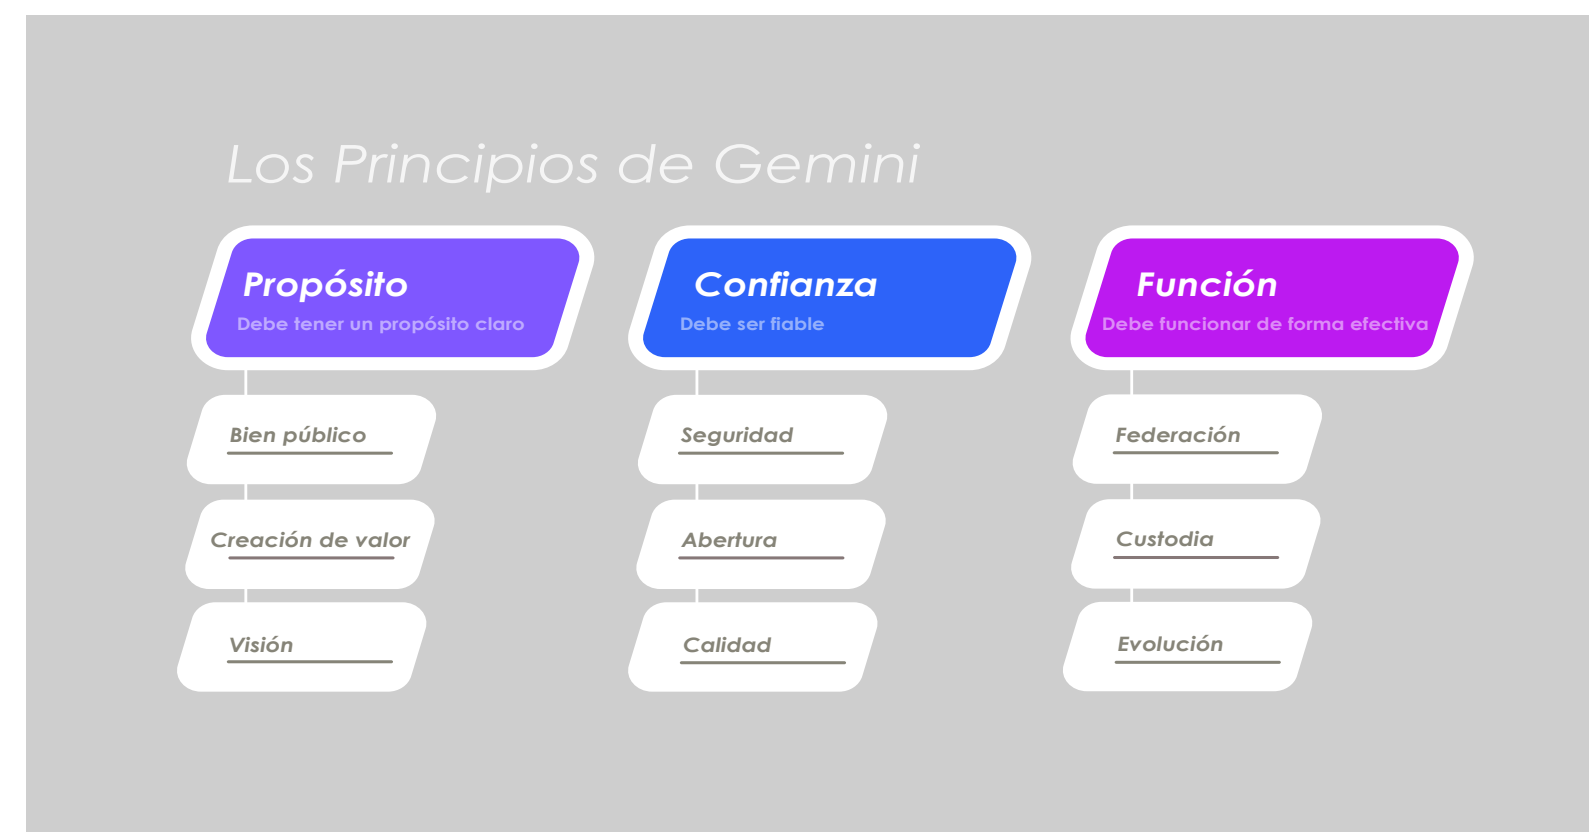 Los Principios de Gemini
Propósito
Debe tener un propósito claro
Bien público
Creación de valor
Visión
Confianza
Debe ser fiable
Seguridad
Abertura
Calidad
Función
Debe funcionar de forma efectiva
Federación
Custodia
Evolución